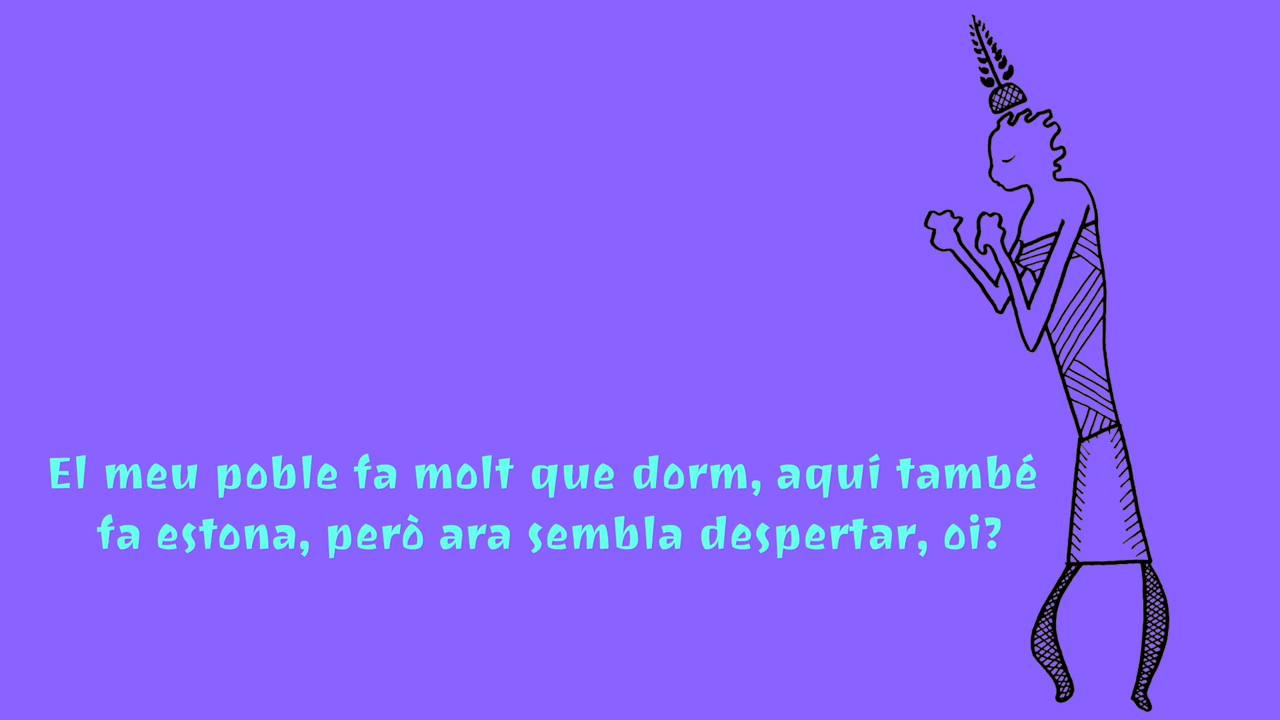 El meu poble fa molt que dorm, aquí també
fa estona, però ara sembla despertar, oi?